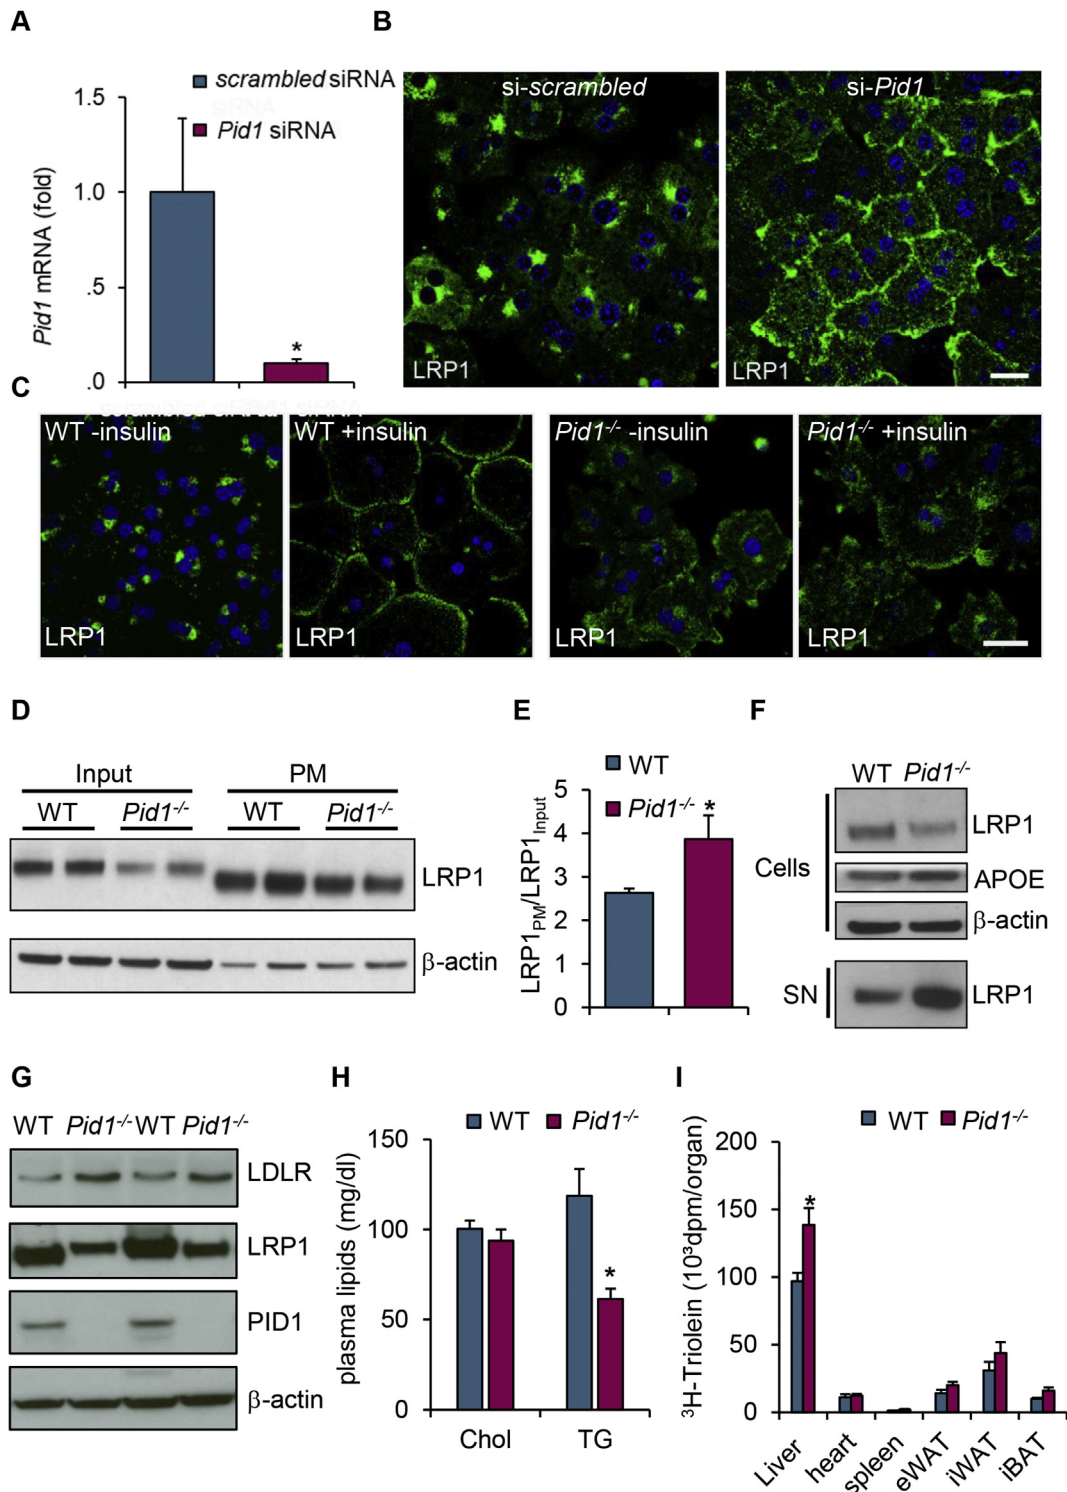 A
scrambled siRNA
Pid1 siRNA
1.5
1.0
.5
.0
Pid1 mRNA (fold)
*
B
si-scrambled
LRP1
si-Pid1
LRP1
C
WT -insulin
LRP1
WT +insulin
LRP1
Pid1-/- -insulin
LRP1
Pid1-/- +insulin
LRP1
D
Input
PM
WT
Pid1-/-
WT
Pid1-/-
LRP1
β-actin
E
WT
Pid1-/-
5
4
3
2
1
0
LRP1PM/LRP1Input
*
F
WT
Pid1-/-
Cells
LRP1
APOE
β-actin
SN
LRP1
G
WT Pid1-/- WT Pid1-/-
LDLR
LRP1
PID1
β-actin
H
WT
Pid1-/-
150
100
50
0
plasma lipids (mg/dl)
*
Chol
TG
I
WT
Pid1-/-
200
150
100
50
0
3H-Triolein (10³dpm/organ)
*
Liver
heart
spleen
eWAT
iWAT
iBAT